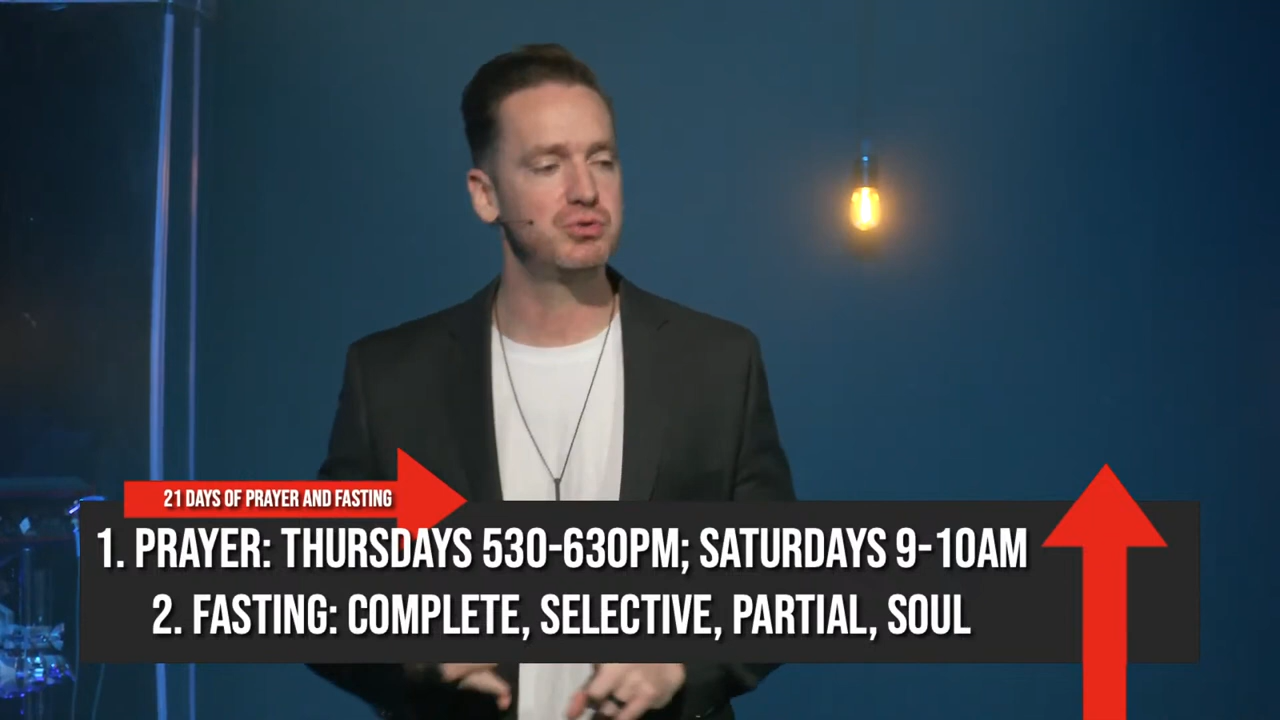 21 DAYS OF PRAYER AND FASTING
1. PRAYER: THURSDAYS 530-630PM; SATURDAYS 9-10AM
2. FASTING: COMPLETE, SELECTIVE, PARTIAL, SOUL